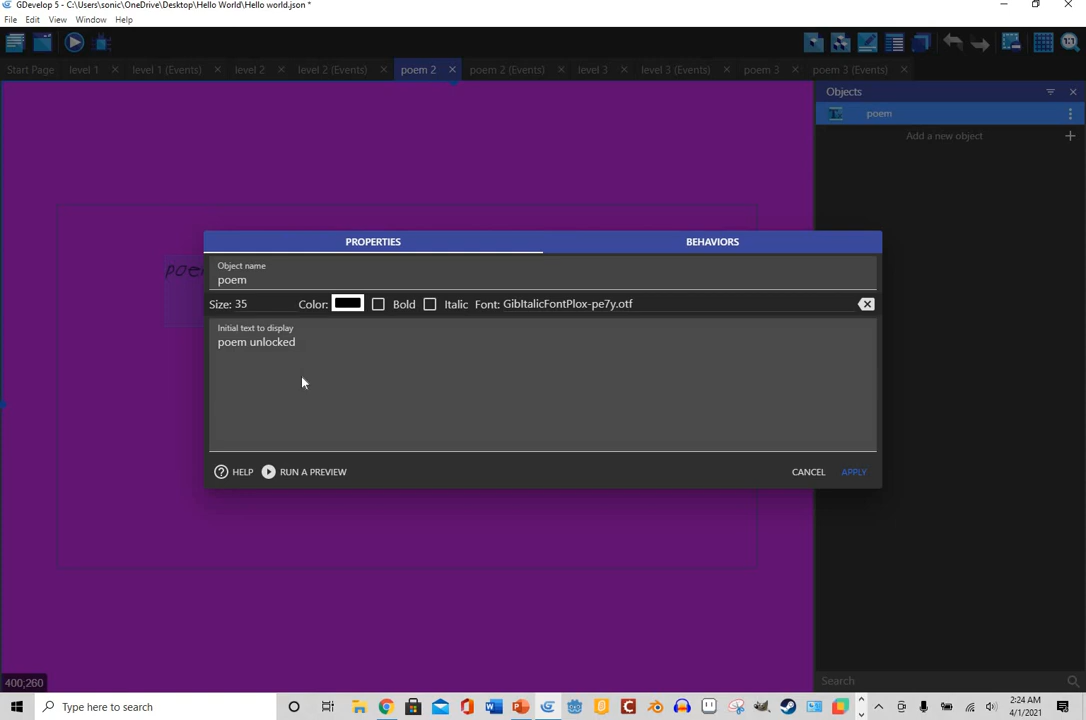 GDevelop 5 - C:\Users\sonic\OneDrive\Desktop\Hello World\Hello world.json *
File Edit View Window Help
Start Page level 1 level 1 (Events) level 2 level 2 (Events) poem 2 poem 2 (Events) level 3 level 3 (Events) poem 3 poem 3 (Events)
Objects
poem
Add a new object
PROPERTIES BEHAVIORS
Object name
poem
Size: 35 Color: Bold Italic Font: GibItalicFontPlox-pe7y.otf
Initial text to display
poem unlocked
HELP RUN A PREVIEW CANCEL APPLY
400;260
Search
Type here to search
2:24 AM
4/1/2021